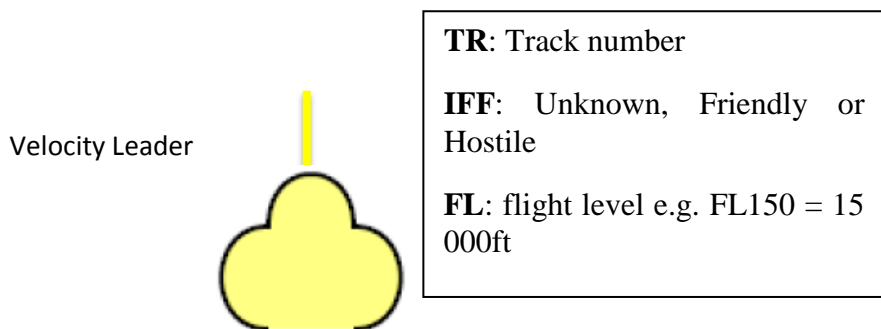 Velocity Leader
TR: Track number
IFF: Unknown, Friendly or
Hostile
FL: flight level e.g. FL150 = 15
000ft